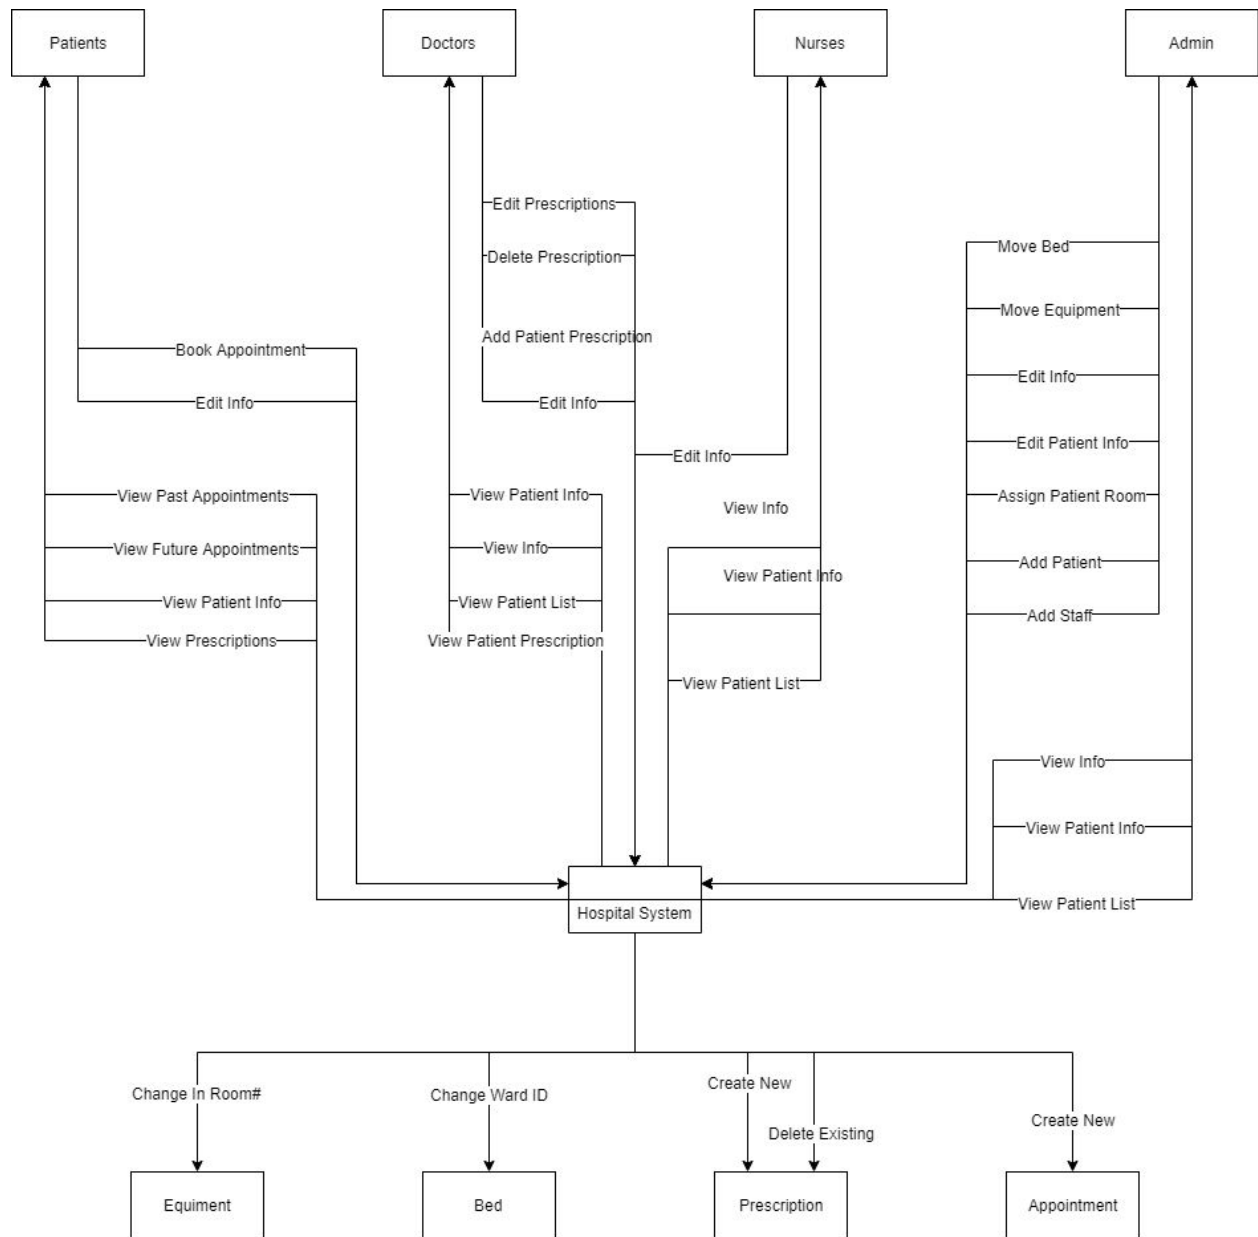 Patients
Doctors
Nurses
Admin
Edit Prescriptions
Move Bed
Delete Prescription
Move Equipment
Add Patient Prescription
Book Appointment
Edit Info
Edit Info
Edit Info
Edit Patient Info
Edit Info
View Past Appointments
View Patient Info
View Info
Assign Patient Room
View Future Appointments
View Info
View Patient Info
Add Patient
View Patient Info
View Patient List
Add Staff
View Prescriptions
View Patient Prescription
View Patient List
View Info
View Patient Info
View Patient List
Hospital System
Change In Room#
Change Ward ID
Create New
Delete Existing
Create New
Equiment
Bed
Prescription
Appointment